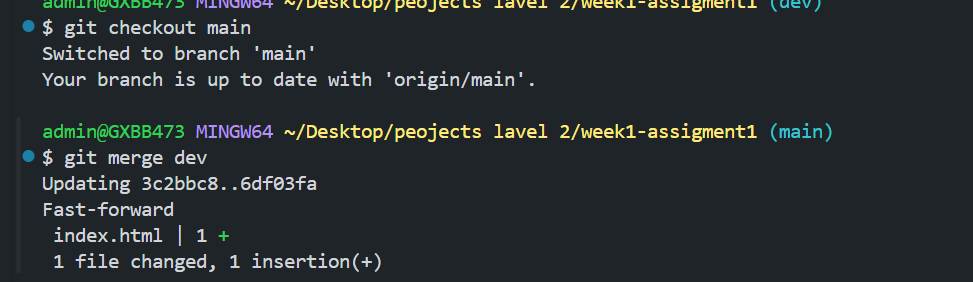 admin@GXBB473 MINGW64 ~/Desktop/peojects lavel 2/week1-assigment1 (dev)
$ git checkout main
Switched to branch 'main'
Your branch is up to date with 'origin/main'.
admin@GXBB473 MINGW64 ~/Desktop/peojects lavel 2/week1-assigment1 (main)
$ git merge dev
Updating 3c2bbc8..6df03fa
Fast-forward
 index.html | 1 +
 1 file changed, 1 insertion(+)